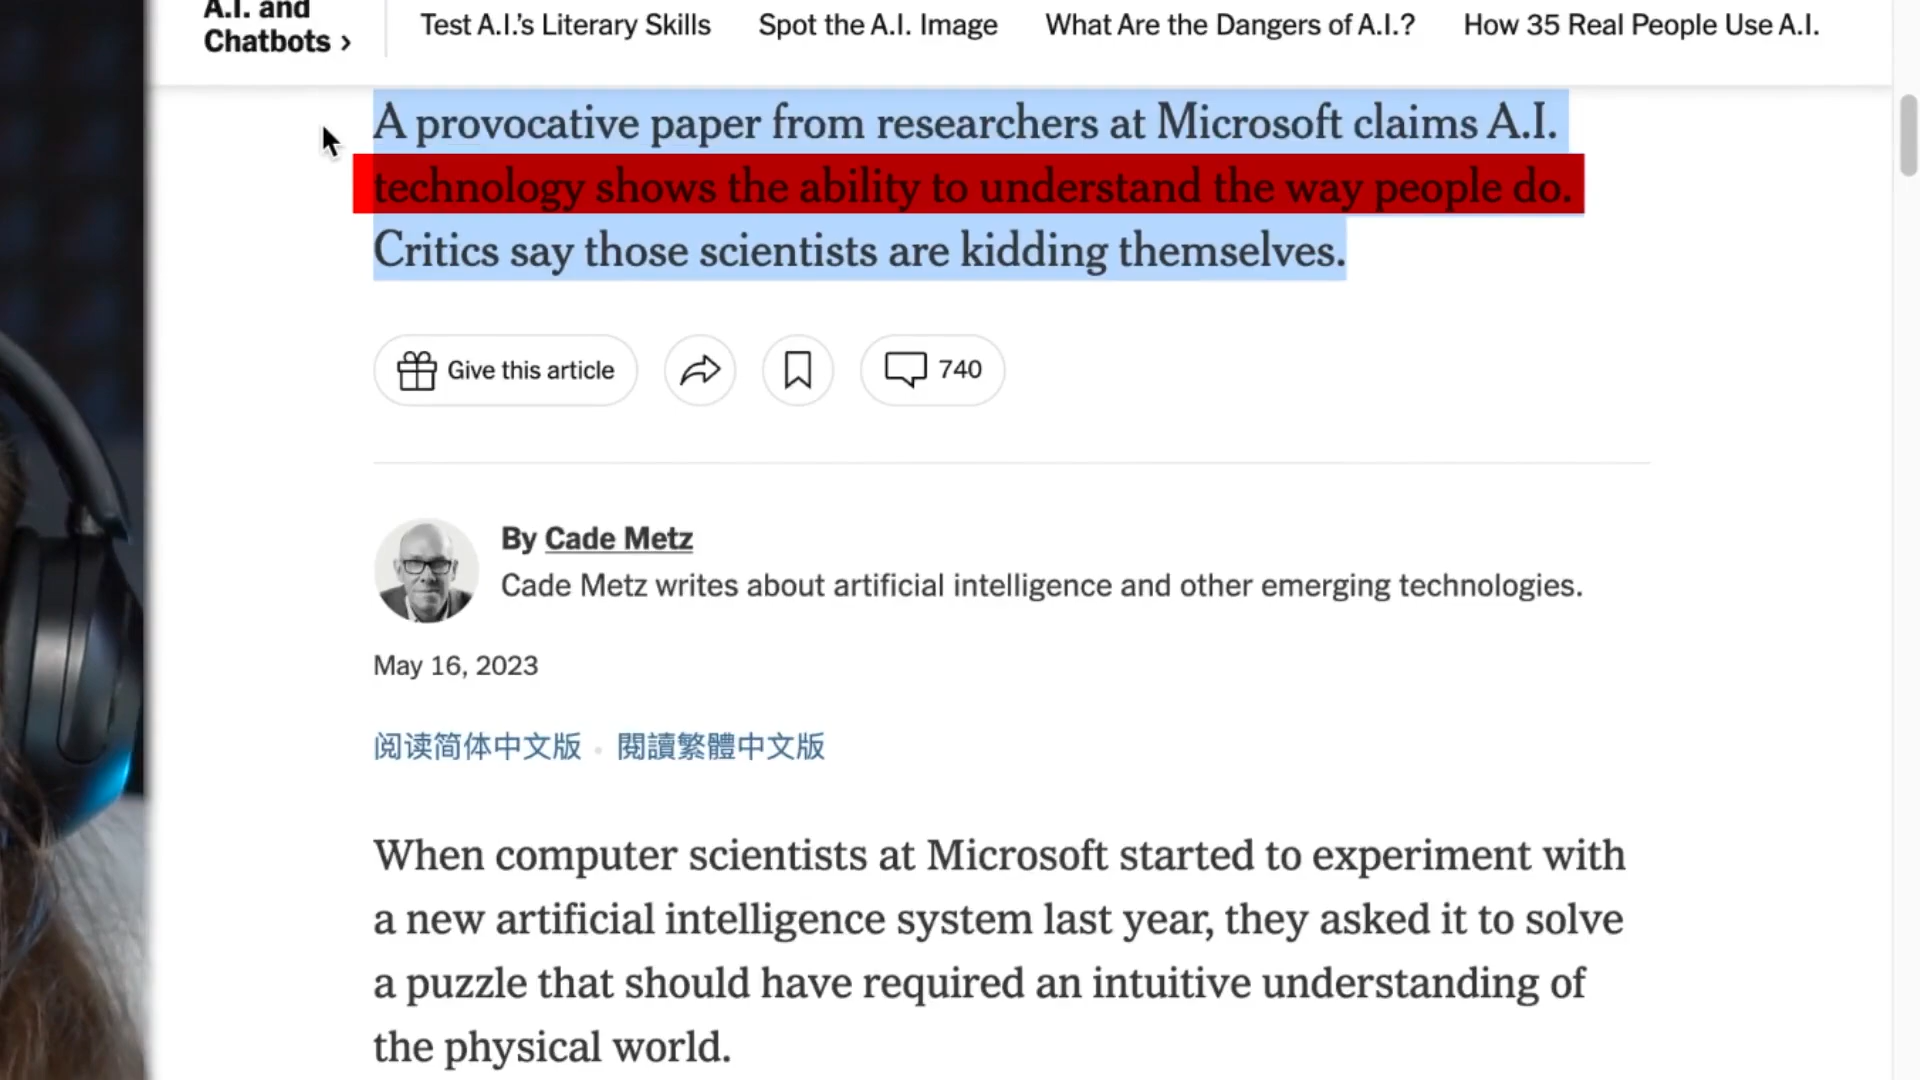 A.I. and
Chatbots ›
Test A.I.'s Literary Skills
Spot the A.I. Image
What Are the Dangers of A.I.?
How 35 Real People Use A.I.
A provocative paper from researchers at Microsoft claims A.I.
technology shows the ability to understand the way people do.
Critics say those scientists are kidding themselves.
Give this article
740
By Cade Metz
Cade Metz writes about artificial intelligence and other emerging technologies.
May 16, 2023
阅读简体中文版 • 閱讀繁體中文版
When computer scientists at Microsoft started to experiment with
a new artificial intelligence system last year, they asked it to solve
a puzzle that should have required an intuitive understanding of
the physical world.